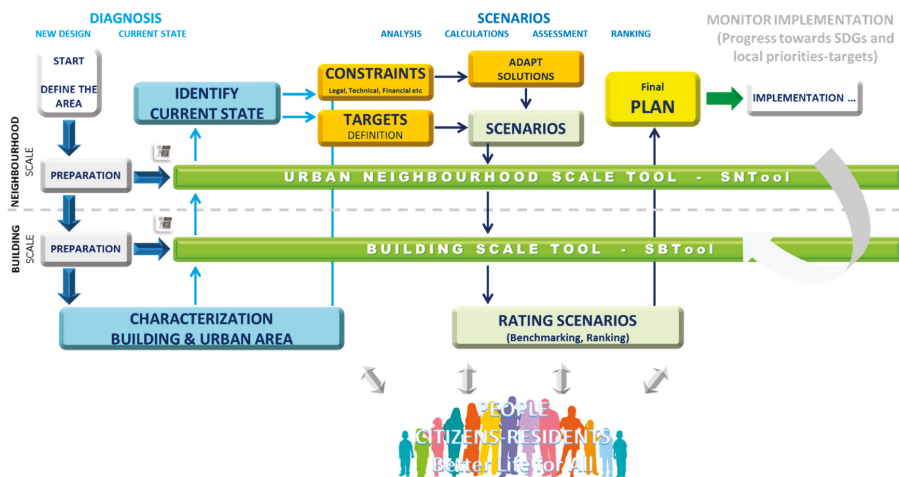 DIAGNOSIS
NEW DESIGN
CURRENT STATE
SCENARIOS
ANALYSIS
CALCULATIONS
ASSESSMENT
RANKING
MONITOR IMPLEMENTATION
(Progress towards SDGs and
local priorities-targets)
START
DEFINE THE
AREA
IDENTIFY
CURRENT STATE
CONSTRAINTS
Legal, Technical, Financial etc
TARGETS
DEFINITION
ADAPT
SOLUTIONS
SCENARIOS
Final
PLAN
IMPLEMENTATION ...
NEIGHBOURHOOD
SCALE
PREPARATION
URBAN NEIGHBOURHOOD SCALE TOOL - SNTool
BUILDING
SCALE
PREPARATION
BUILDING SCALE TOOL - SBTool
CHARACTERIZATION
BUILDING & URBAN AREA
RATING SCENARIOS
(Benchmarking, Ranking)
PEOPLE
CITIZENS-RESIDENTS
Better Life for All